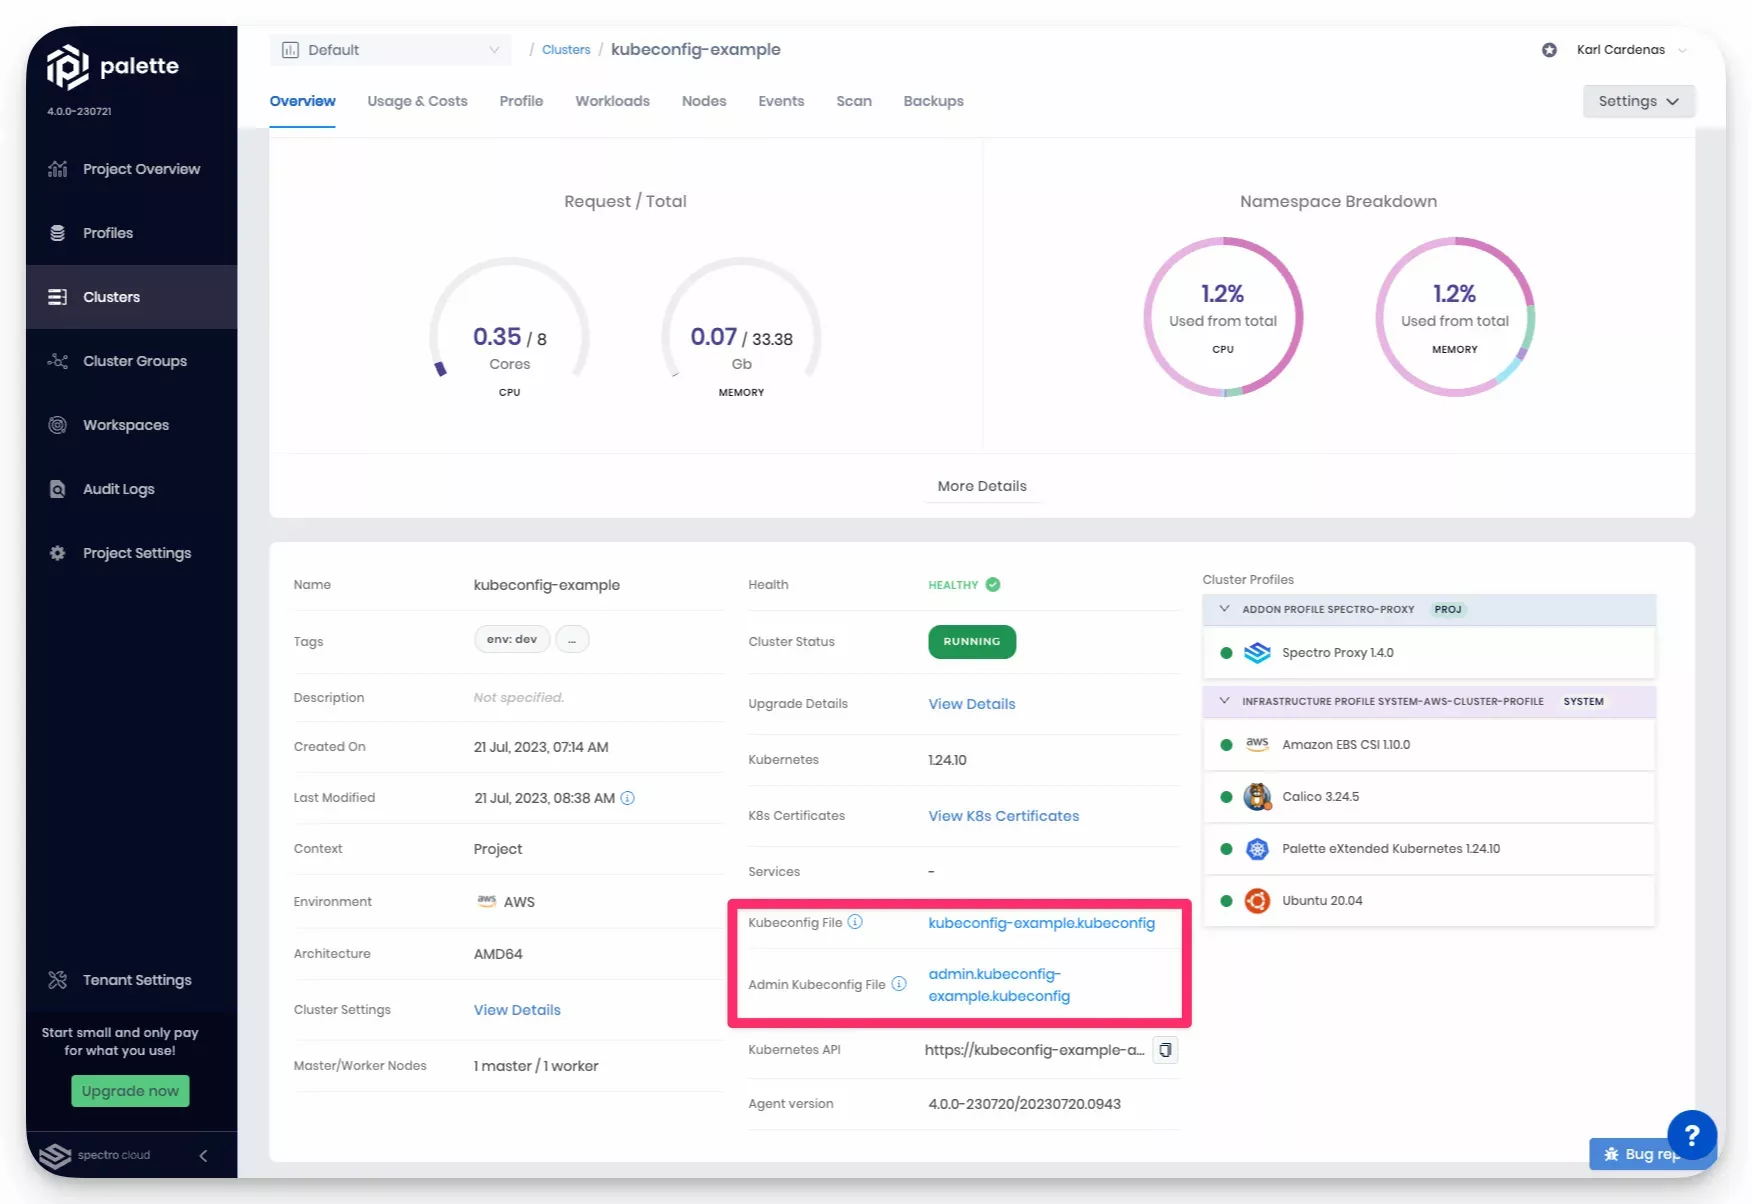 palette
4.0.0-230721
Project Overview
Profiles
Clusters
Cluster Groups
Workspaces
Audit Logs
Project Settings
Tenant Settings
Start small and only pay
for what you use!
Upgrade now
spectro cloud
Default
/ Clusters / kubeconfig-example
Karl Cardenas
Overview
Usage & Costs
Profile
Workloads
Nodes
Events
Scan
Backups
Settings
Request / Total
0.35 / 8
Cores
CPU
0.07 / 33.38
Gb
MEMORY
Namespace Breakdown
1.2%
Used from total
CPU
1.2%
Used from total
MEMORY
More Details
Name kubeconfig-example
Tags env: dev ...
Description Not specified.
Created On 21 Jul, 2023, 07:14 AM
Last Modified 21 Jul, 2023, 08:38 AM
Context Project
Environment aws AWS
Architecture AMD64
Cluster Settings View Details
Master/Worker Nodes 1 master / 1 worker
Health HEALTHY
Cluster Status RUNNING
Upgrade Details View Details
Kubernetes 1.24.10
K8s Certificates View K8s Certificates
Services -
Kubeconfig File kubeconfig-example.kubeconfig
Admin Kubeconfig File admin.kubeconfig-
example.kubeconfig
Kubernetes API https://kubeconfig-example-a...
Agent version 4.0.0-230720/20230720.0943
Cluster Profiles
ADDON PROFILE SPECTRO-PROXY PROJ
Spectro Proxy 1.4.0
INFRASTRUCTURE PROFILE SYSTEM-AWS-CLUSTER-PROFILE SYSTEM
aws Amazon EBS CSI 1.10.0
Calico 3.24.5
Palette eXtended Kubernetes 1.24.10
Ubuntu 20.04
?
Bug rep